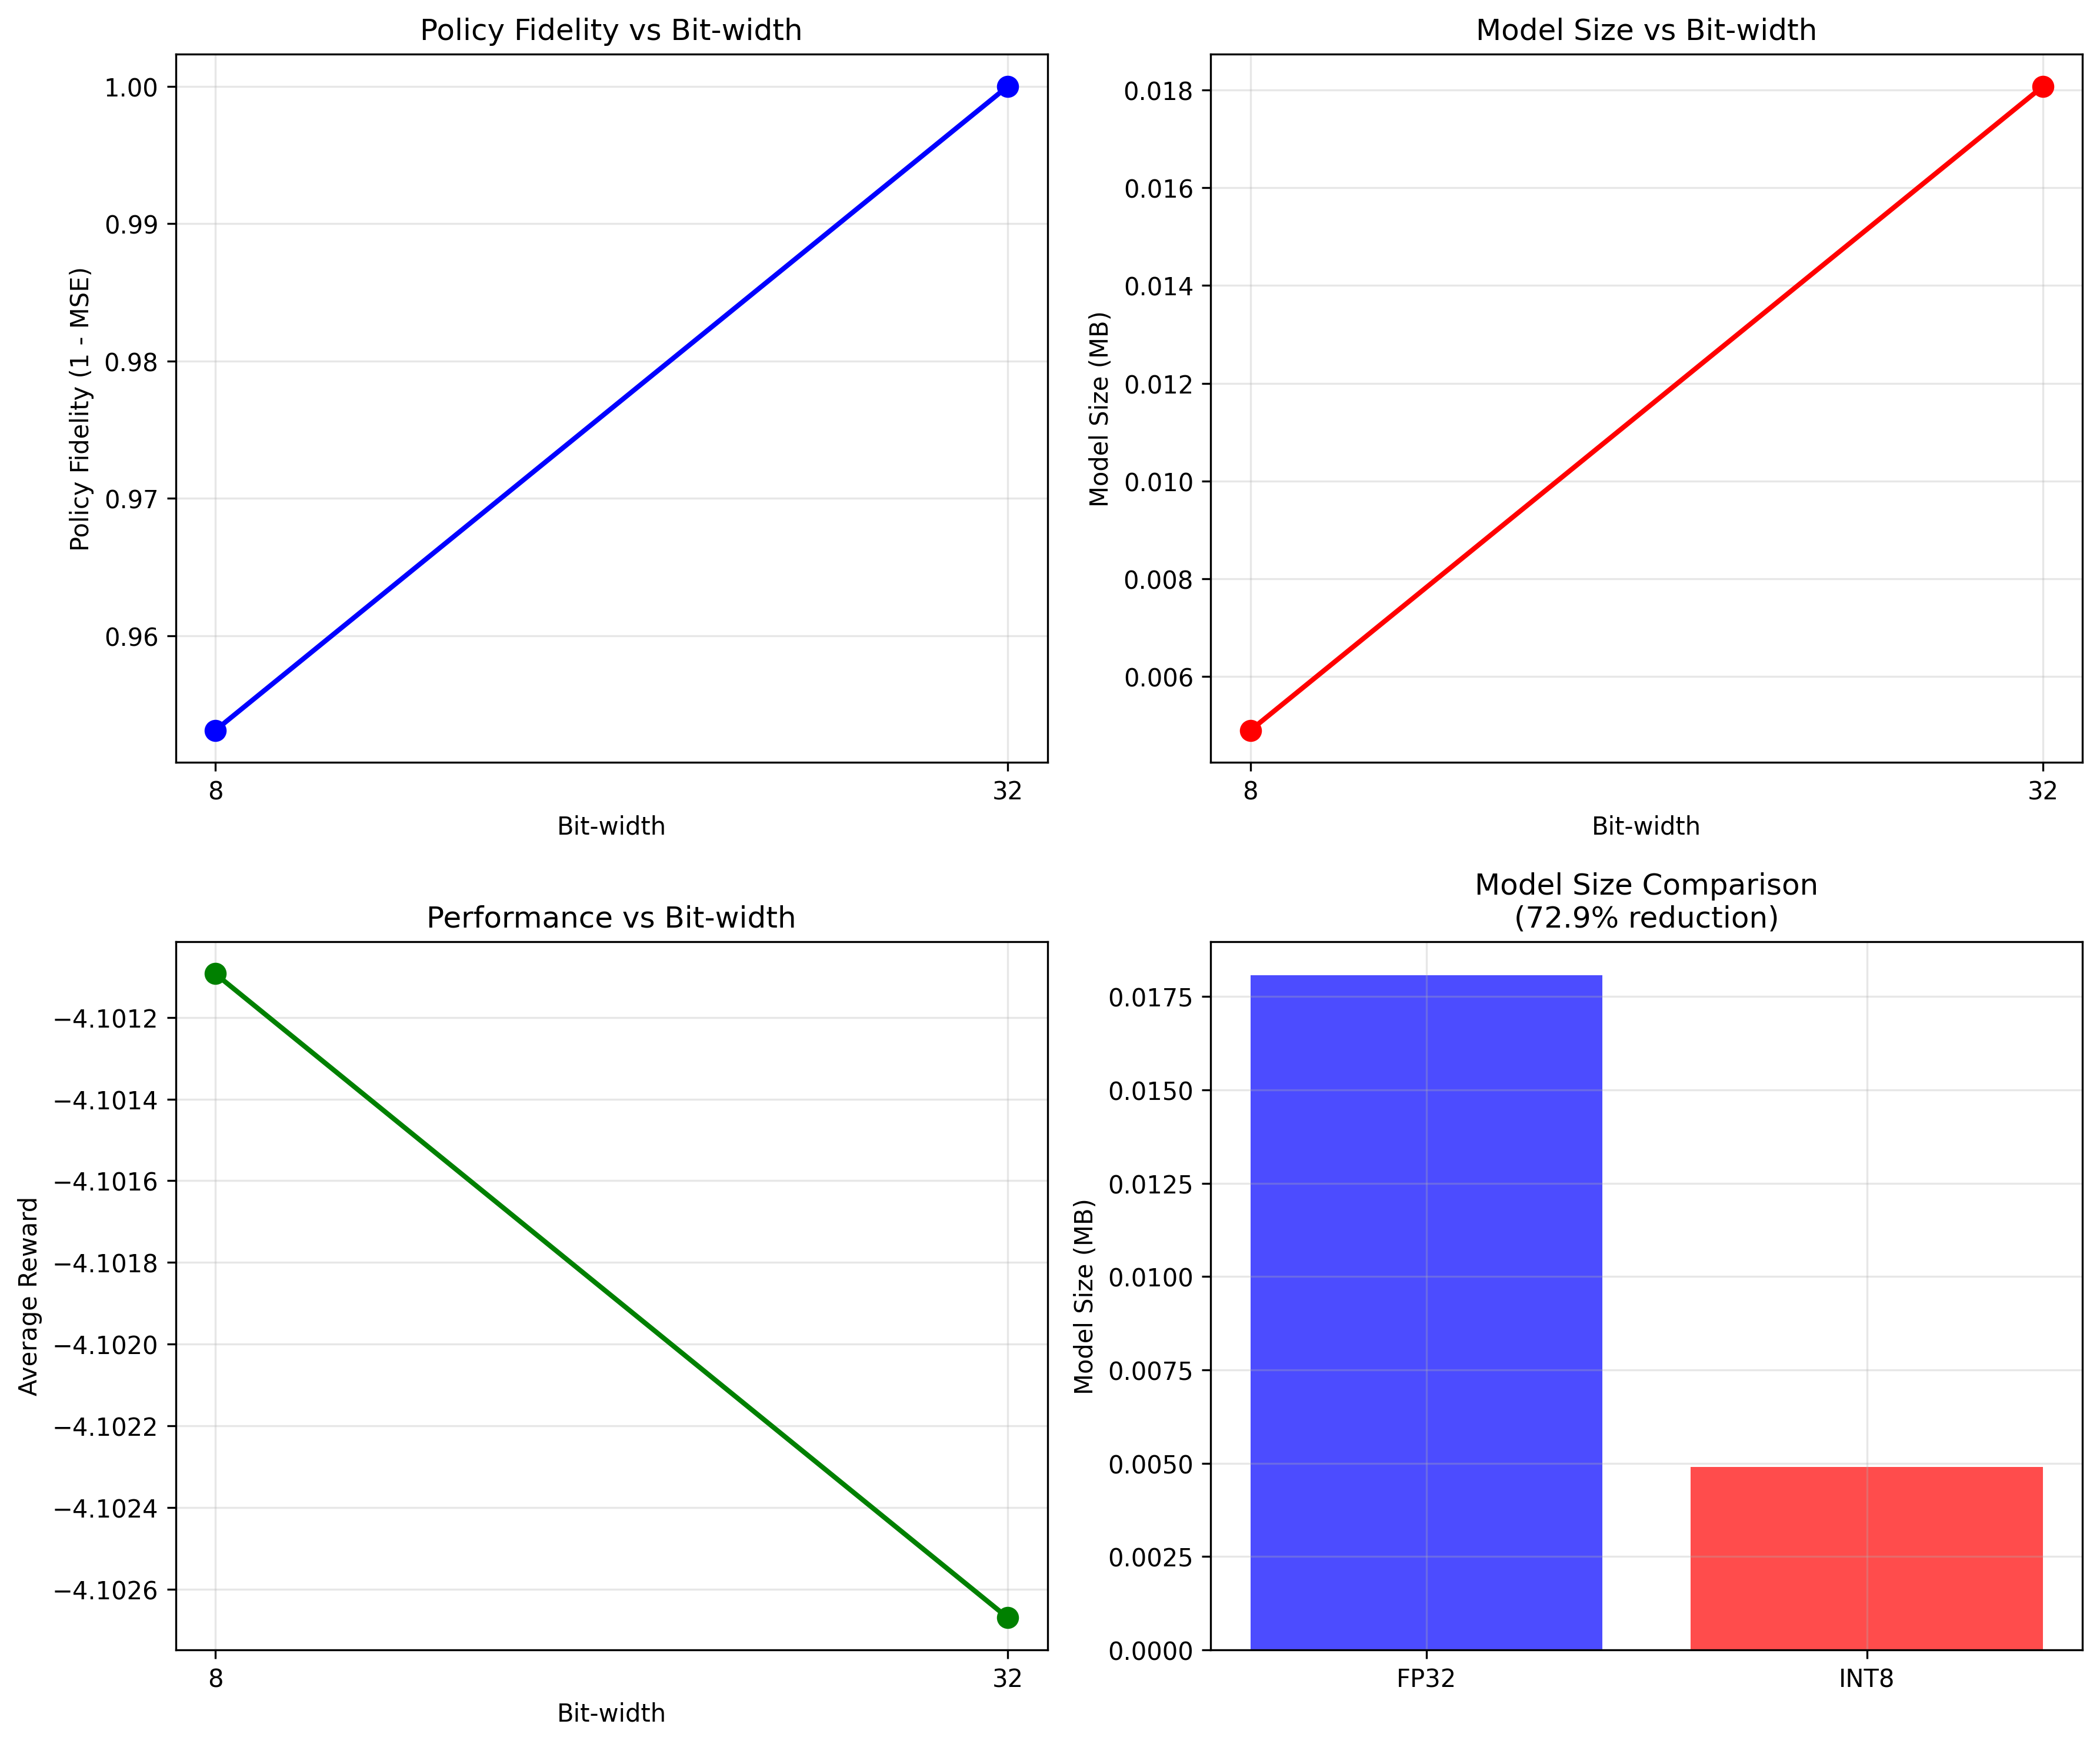 Policy Fidelity vs Bit-width
Policy Fidelity (1 - MSE)
1.00
0.99
0.98
0.97
0.96
8
32
Bit-width
Model Size vs Bit-width
Model Size (MB)
0.018
0.016
0.014
0.012
0.010
0.008
0.006
8
32
Bit-width
Performance vs Bit-width
Average Reward
−4.1012
−4.1014
−4.1016
−4.1018
−4.1020
−4.1022
−4.1024
−4.1026
8
32
Bit-width
Model Size Comparison
(72.9% reduction)
Model Size (MB)
0.0175
0.0150
0.0125
0.0100
0.0075
0.0050
0.0025
0.0000
FP32
INT8